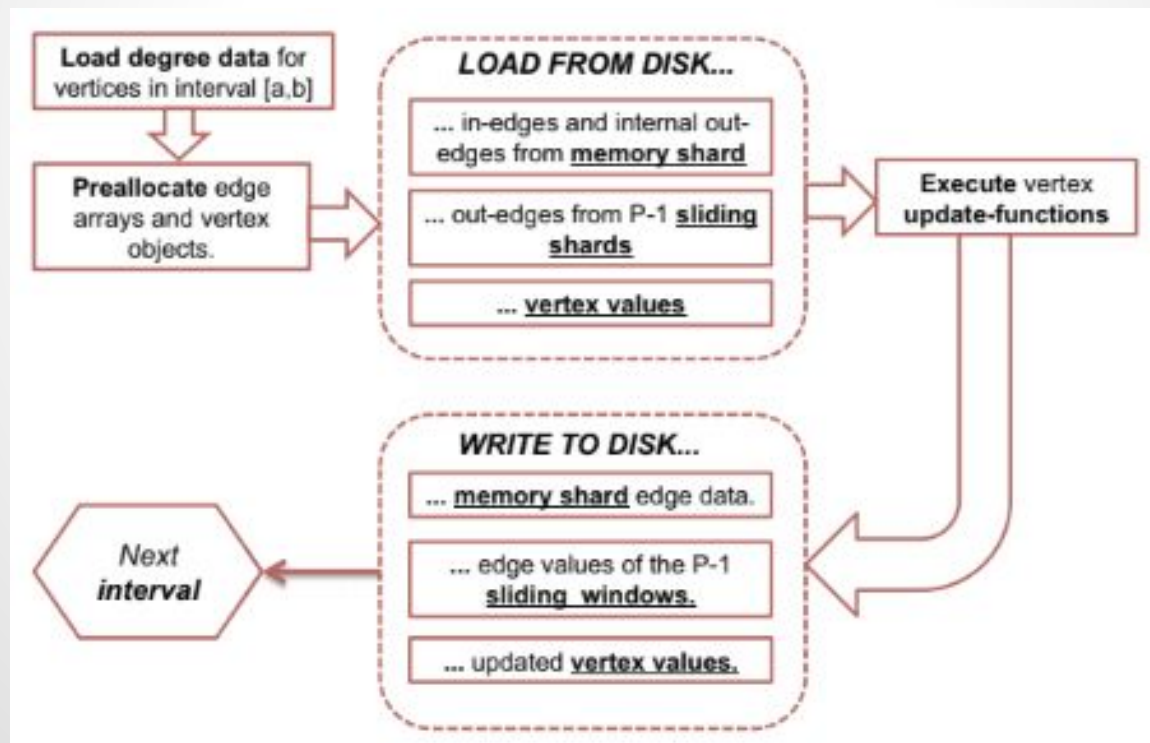 Load degree data for
vertices in interval [a,b]
Preallocate edge
arrays and vertex
objects.
LOAD FROM DISK...
... in-edges and internal out-
edges from memory shard
... out-edges from P-1 sliding
shards
... vertex values
Execute vertex
update-functions
WRITE TO DISK...
... memory shard edge data.
... edge values of the P-1
sliding windows.
... updated vertex values.
Next
interval